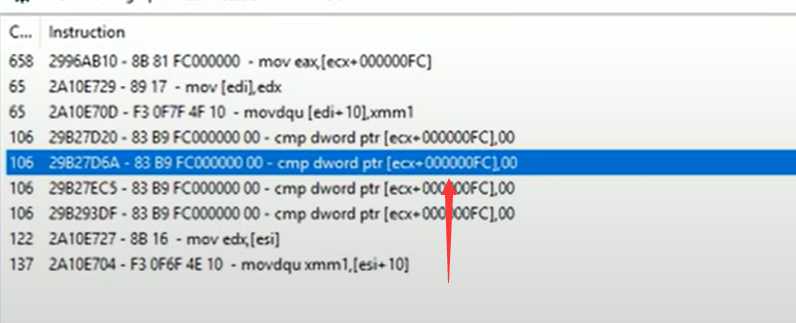 C... Instruction
658 2996AB10 - 8B 81 FC000000 - mov eax,[ecx+000000FC]
65 2A10E729 - 89 17 - mov [edi],edx
65 2A10E70D - F3 0F7F 4F 10 - movdqu [edi+10],xmm1
106 29B27D20 - 83 B9 FC000000 00 - cmp dword ptr [ecx+000000FC],00
106 29B27D6A - 83 B9 FC000000 00 - cmp dword ptr [ecx+000000FC],00
106 29B27EC5 - 83 B9 FC000000 00 - cmp dword ptr [ecx+000000FC],00
106 29B293DF - 83 B9 FC000000 00 - cmp dword ptr [ecx+000000FC],00
122 2A10E727 - 8B 16 - mov edx,[esi]
137 2A10E704 - F3 0F6F 4E 10 - movdqu xmm1,[esi+10]